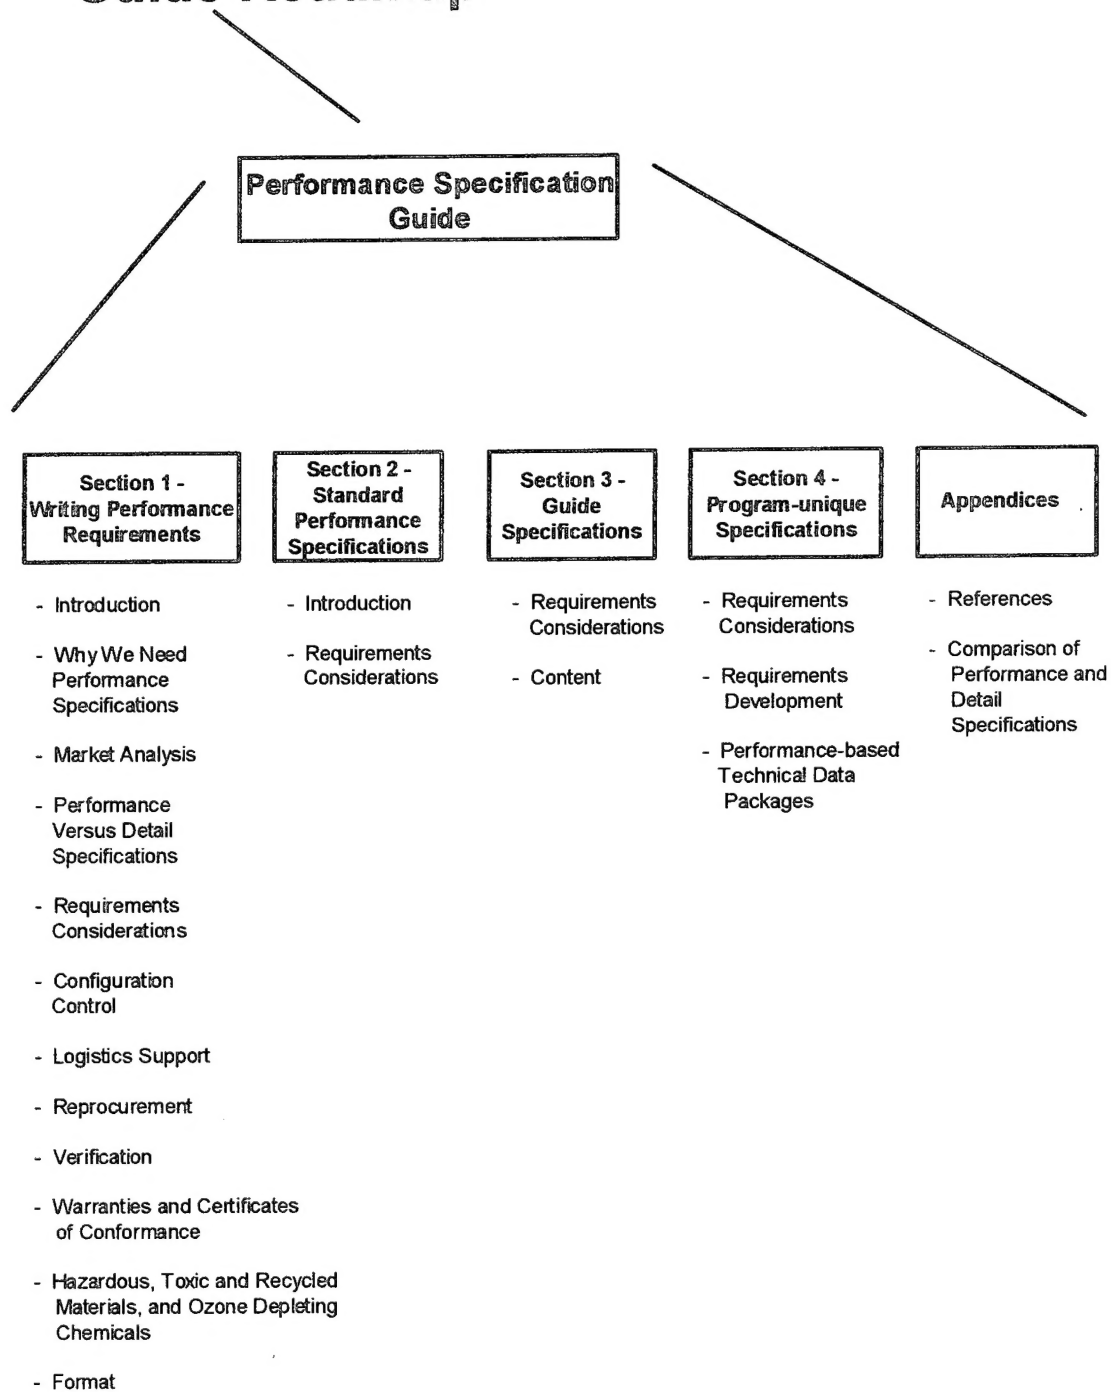 Performance Specification
Guide
Section 1 -
Writing Performance
Requirements
- Introduction
- Why We Need
Performance
Specifications
- Market Analysis
- Performance
Versus Detail
Specifications
- Requirements
Considerations
- Configuration
Control
- Logistics Support
- Reprocurement
- Verification
- Warranties and Certificates
of Conformance
- Hazardous, Toxic and Recycled
Materials, and Ozone Depleting
Chemicals
- Format
Section 2 -
Standard
Performance
Specifications
- Introduction
- Requirements
Considerations
Section 3 -
Guide
Specifications
- Requirements
Considerations
- Content
Section 4 -
Program-unique
Specifications
- Requirements
Considerations
- Requirements
Development
- Performance-based
Technical Data
Packages
Appendices
- References
- Comparison of
Performance and
Detail
Specifications